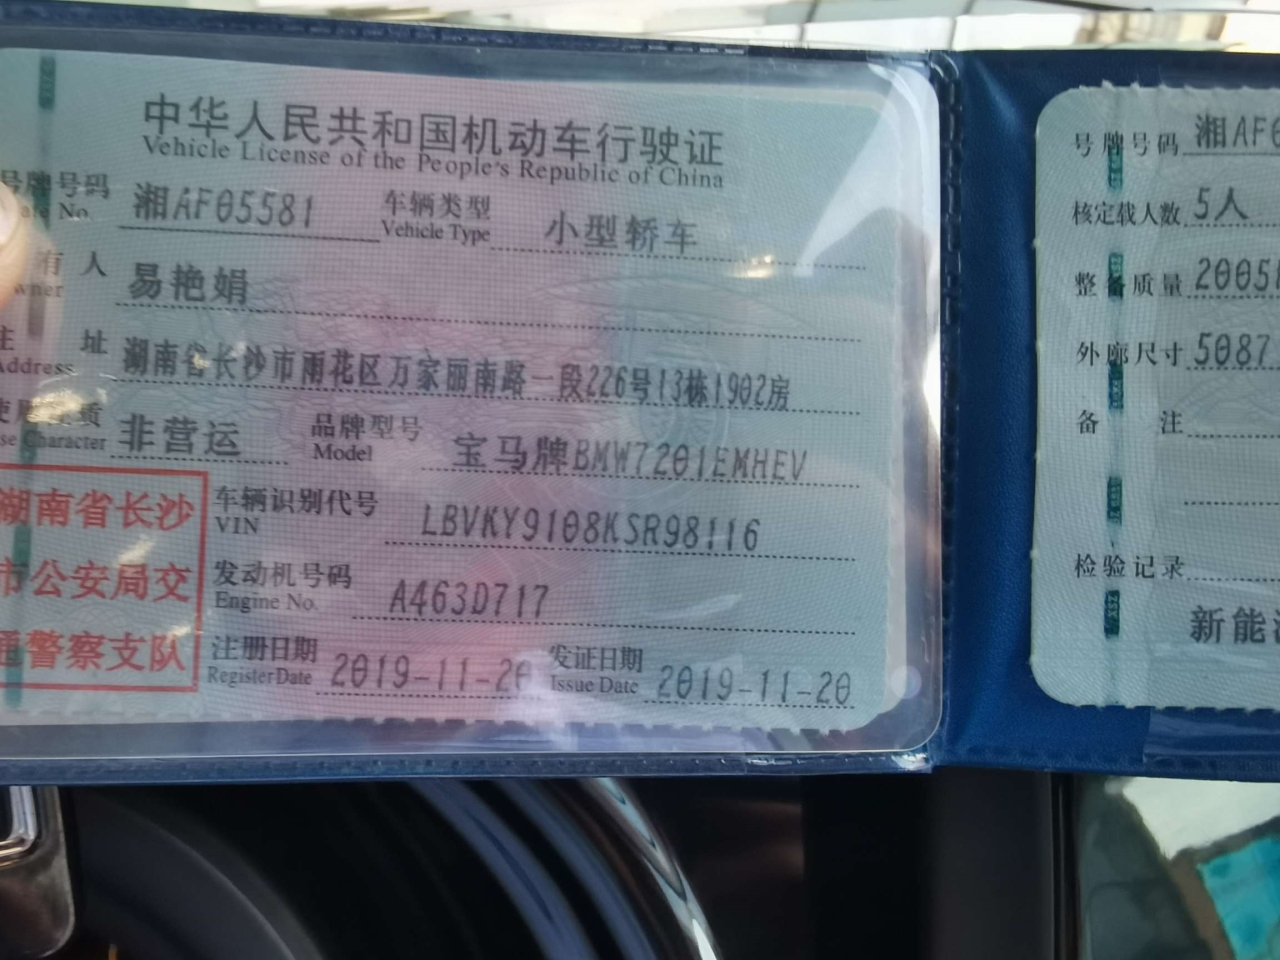 中华人民共和国机动车行驶证
Vehicle License of the People's Republic of China
号牌号码 湘AF05581 车辆类型 小型轿车
No. Vehicle Type
有 人 易艳娟
wner
址 湖南省长沙市雨花区万家丽南路一段226号13栋1902房
Address
质 非营运 品牌型号 宝马牌BMW7201EMHEV
se Character Model
湖南省长沙
市公安局交
通警察支队
车辆识别代号 LBVKY9108KSR98116
VIN
发动机号码 A463D717
Engine No.
注册日期 2019-11-20 发证日期 2019-11-20
Register Date Issue Date
号牌号码 湘AF0
核定载人数 5人
整备质量 2005
外廓尺寸 5087
备 注
检验记录
新能